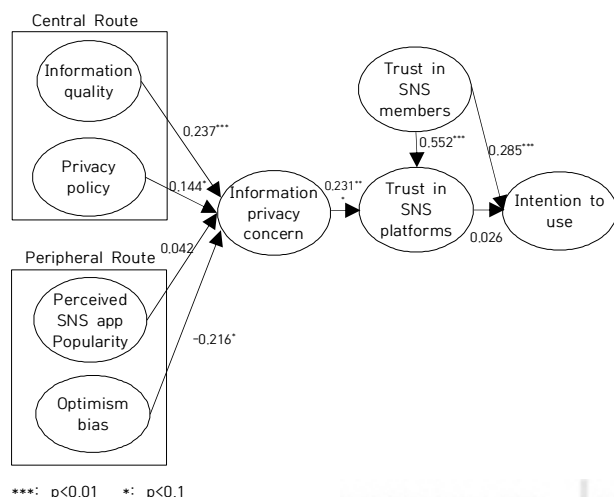 Central Route
Information
quality
Privacy
policy
0.237***
0.144*
Peripheral Route
Perceived
SNS app
Popularity
Optimism
bias
0.042
-0.216*
Information
privacy
concern
0.231**
*
Trust in
SNS
members
0.552***
0.285***
Trust in
SNS
platforms
0.026
Intention to
use
***: p<0.01 *: p<0.1